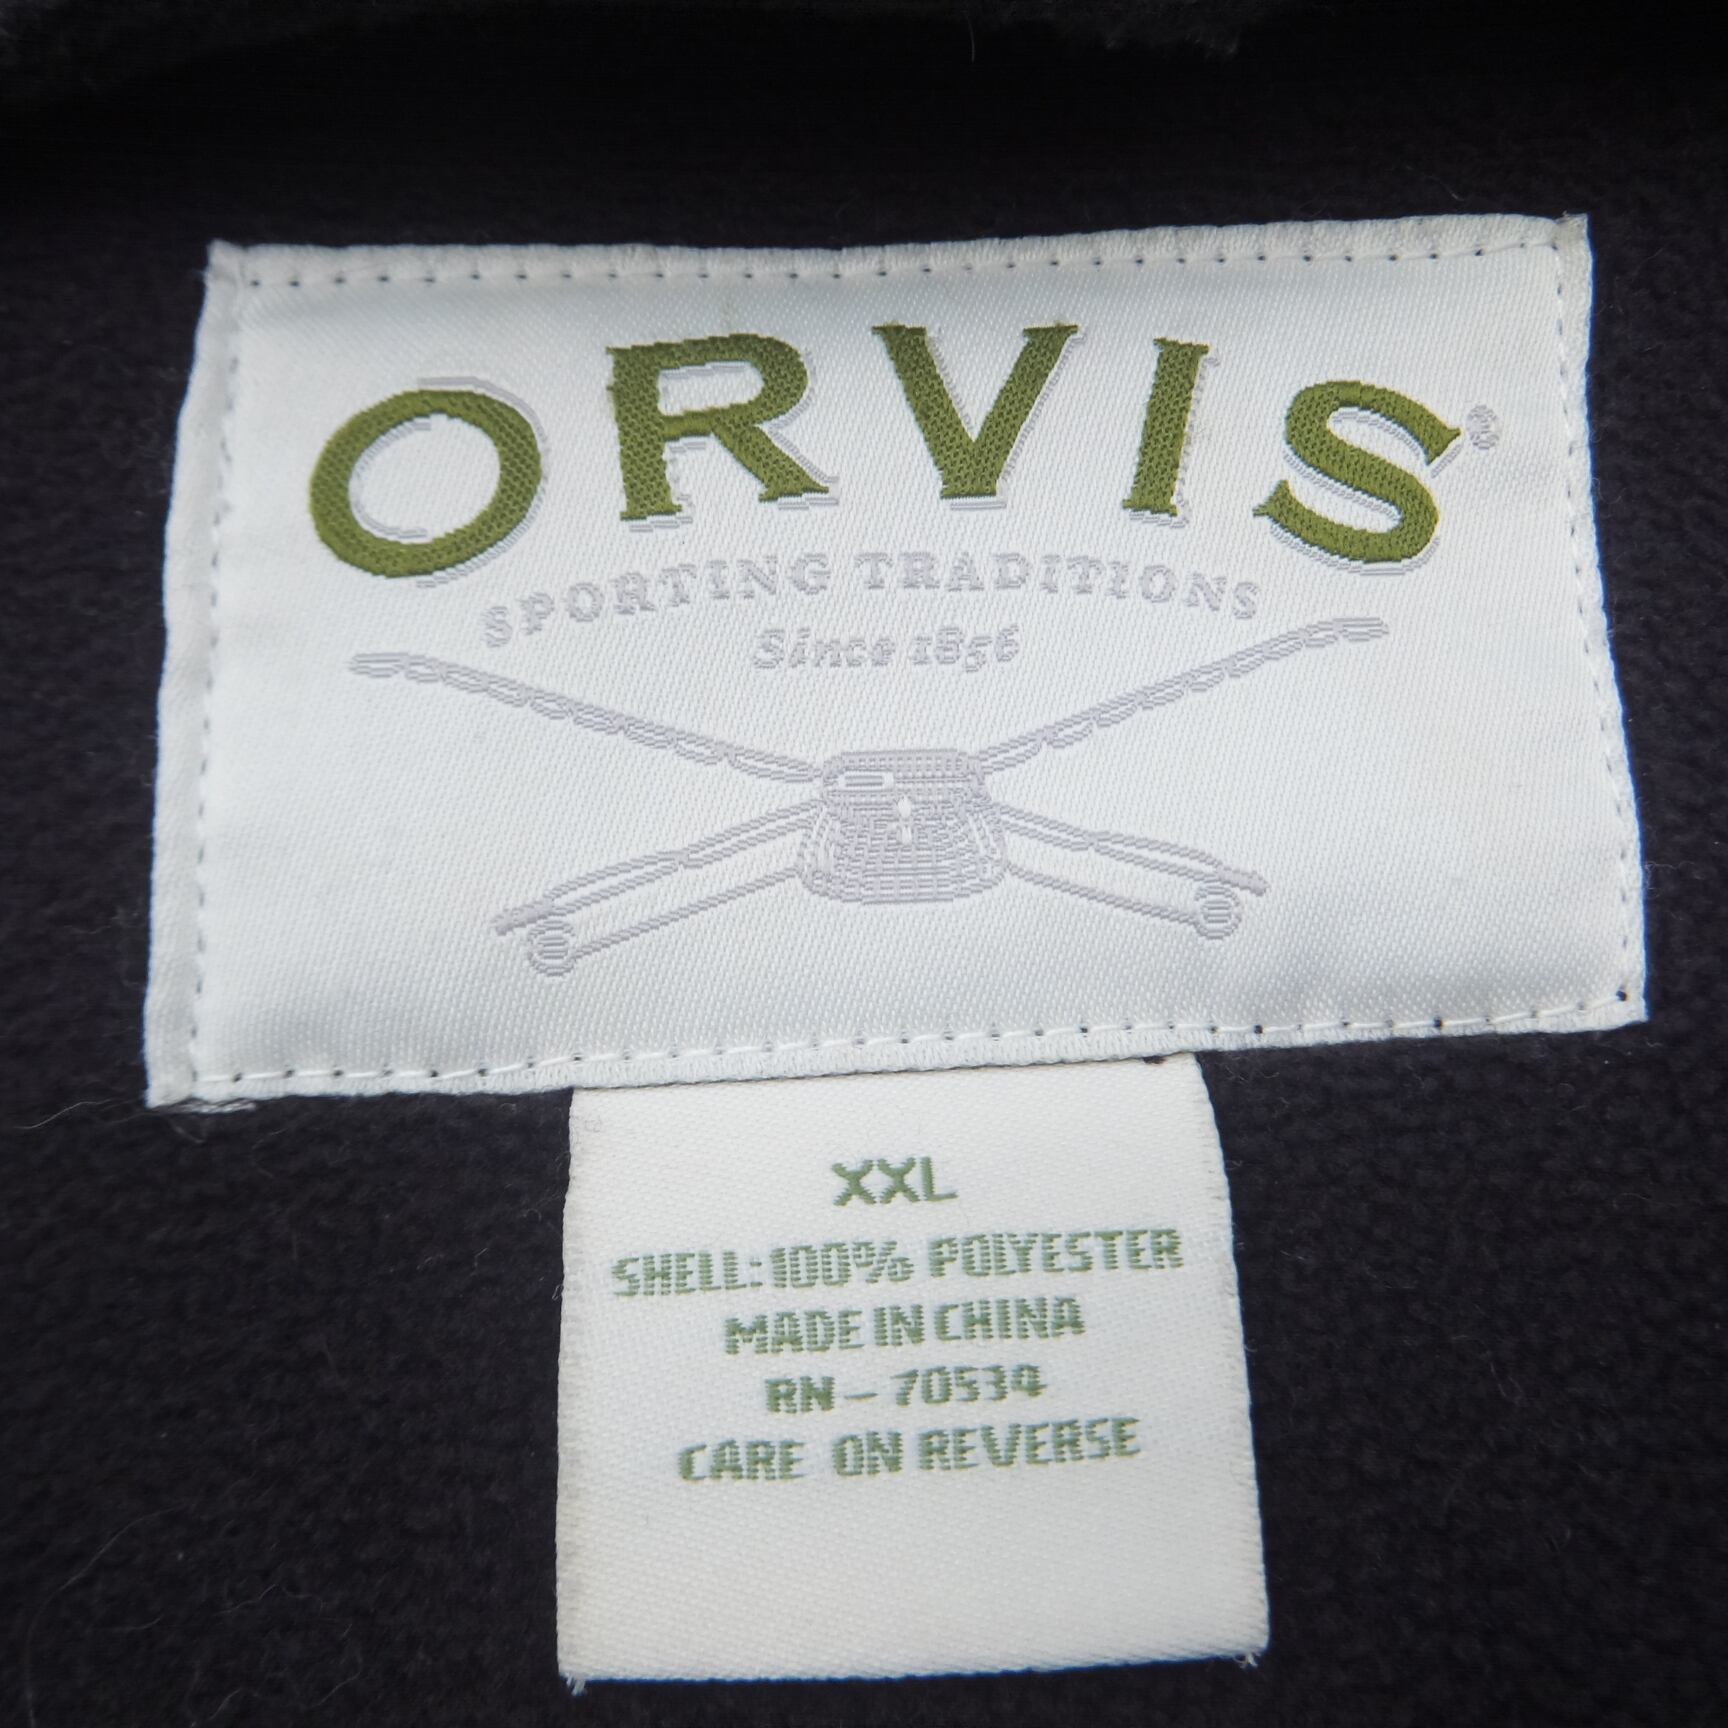 ORVIS®
SPORTING TRADITIONS
Since 1856
XXL
SHELL:100% POLYESTER
MADE IN CHINA
RN-70534
CARE ON REVERSE